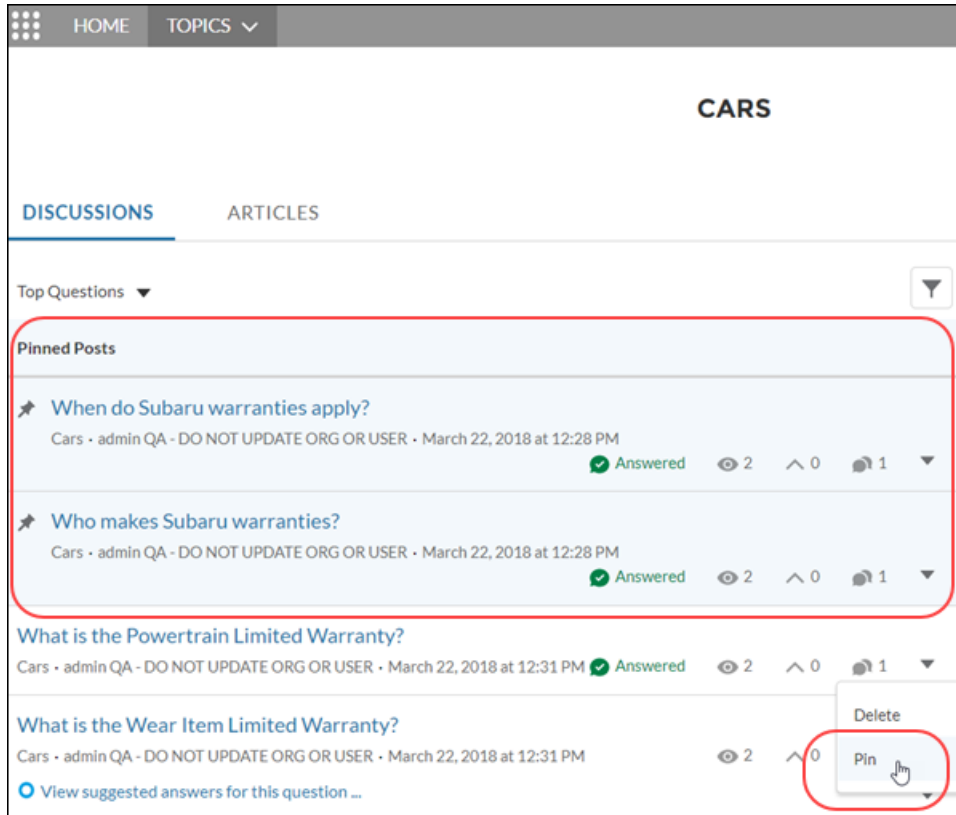 HOME TOPICS
CARS
DISCUSSIONS ARTICLES
Top Questions
Pinned Posts
When do Subaru warranties apply?
Cars • admin QA - DO NOT UPDATE ORG OR USER • March 22, 2018 at 12:28 PM
Answered 2 0 1
Who makes Subaru warranties?
Cars • admin QA - DO NOT UPDATE ORG OR USER • March 22, 2018 at 12:28 PM
Answered 2 0 1
What is the Powertrain Limited Warranty?
Cars • admin QA - DO NOT UPDATE ORG OR USER • March 22, 2018 at 12:31 PM Answered 2 0 1
Delete
What is the Wear Item Limited Warranty?
Cars • admin QA - DO NOT UPDATE ORG OR USER • March 22, 2018 at 12:31 PM 2 0
Pin
View suggested answers for this question ...